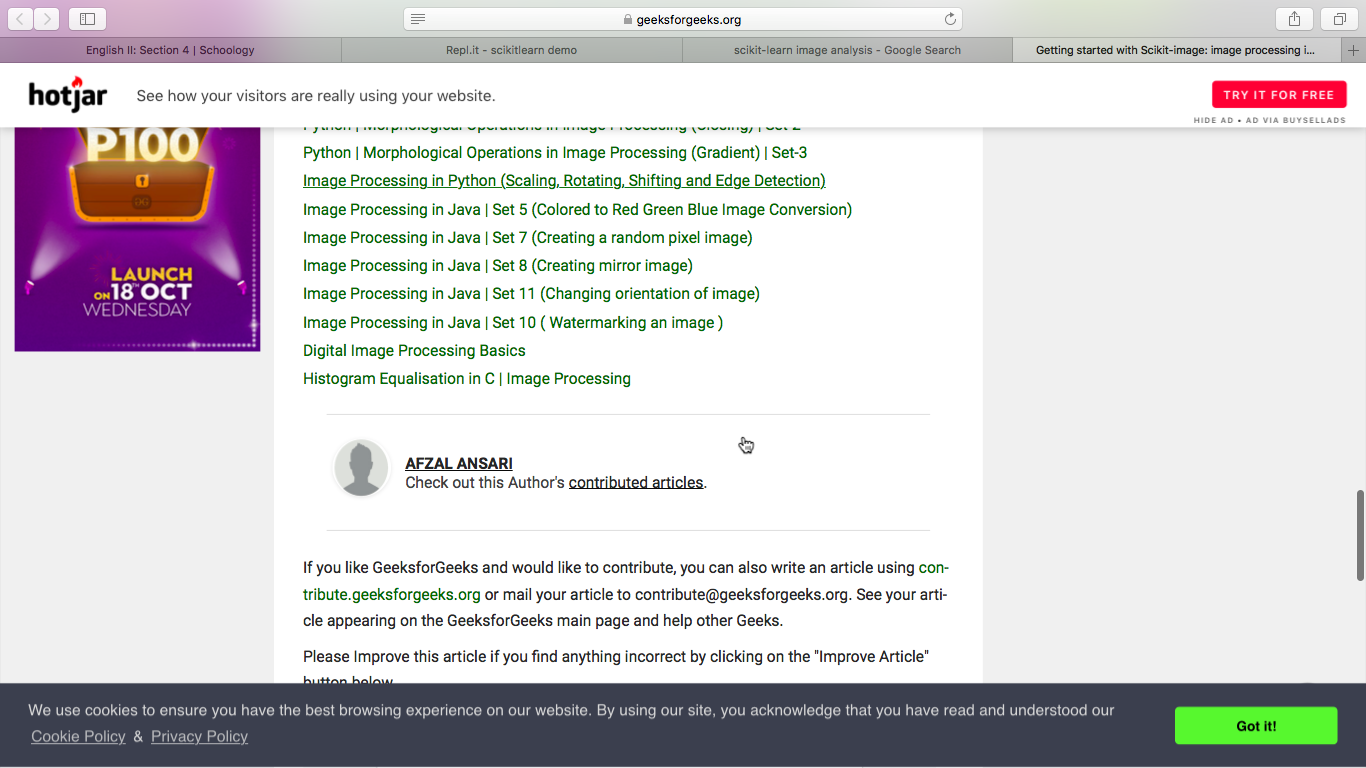 geeksforgeeks.org
English II: Section 4 | Schoology
Repl.it - scikitlearn demo
scikit-learn image analysis - Google Search
Getting started with Scikit-image: image processing i...
hotjar
See how your visitors are really using your website.
TRY IT FOR FREE
HIDE AD • AD VIA BUYSELLADS
P100
LAUNCH
ON 18TH OCT
WEDNESDAY
Python | Morphological Operations in Image Processing (Closing) | Set-2
Python | Morphological Operations in Image Processing (Gradient) | Set-3
Image Processing in Python (Scaling, Rotating, Shifting and Edge Detection)
Image Processing in Java | Set 5 (Colored to Red Green Blue Image Conversion)
Image Processing in Java | Set 7 (Creating a random pixel image)
Image Processing in Java | Set 8 (Creating mirror image)
Image Processing in Java | Set 11 (Changing orientation of image)
Image Processing in Java | Set 10 ( Watermarking an image )
Digital Image Processing Basics
Histogram Equalisation in C | Image Processing
AFZAL ANSARI
Check out this Author's contributed articles.
If you like GeeksforGeeks and would like to contribute, you can also write an article using con-
tribute.geeksforgeeks.org or mail your article to contribute@geeksforgeeks.org. See your arti-
cle appearing on the GeeksforGeeks main page and help other Geeks.
Please Improve this article if you find anything incorrect by clicking on the "Improve Article"
button below.
We use cookies to ensure you have the best browsing experience on our website. By using our site, you acknowledge that you have read and understood our
Cookie Policy & Privacy Policy
Got it!